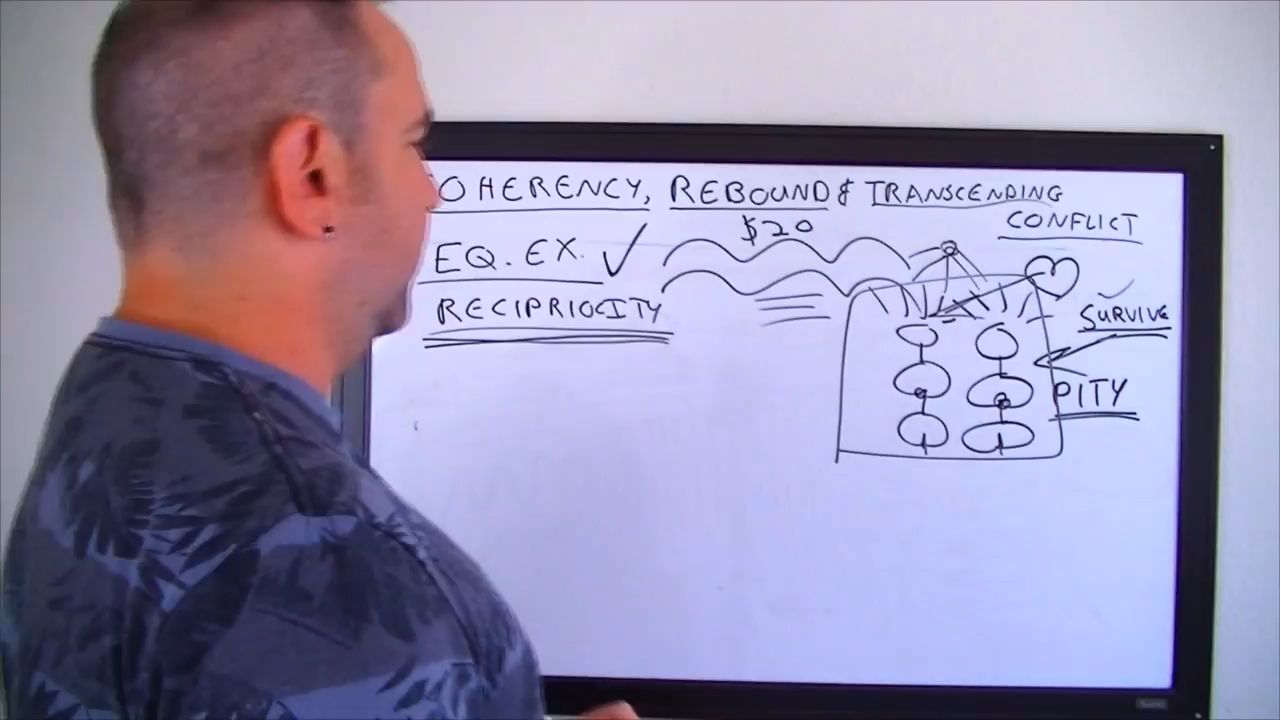 OHERENCY, REBOUND & TRANSCENDING
CONFLICT
$20
EQ. EX. ✓
RECIPRIOCITY
SURVIVE
PITY